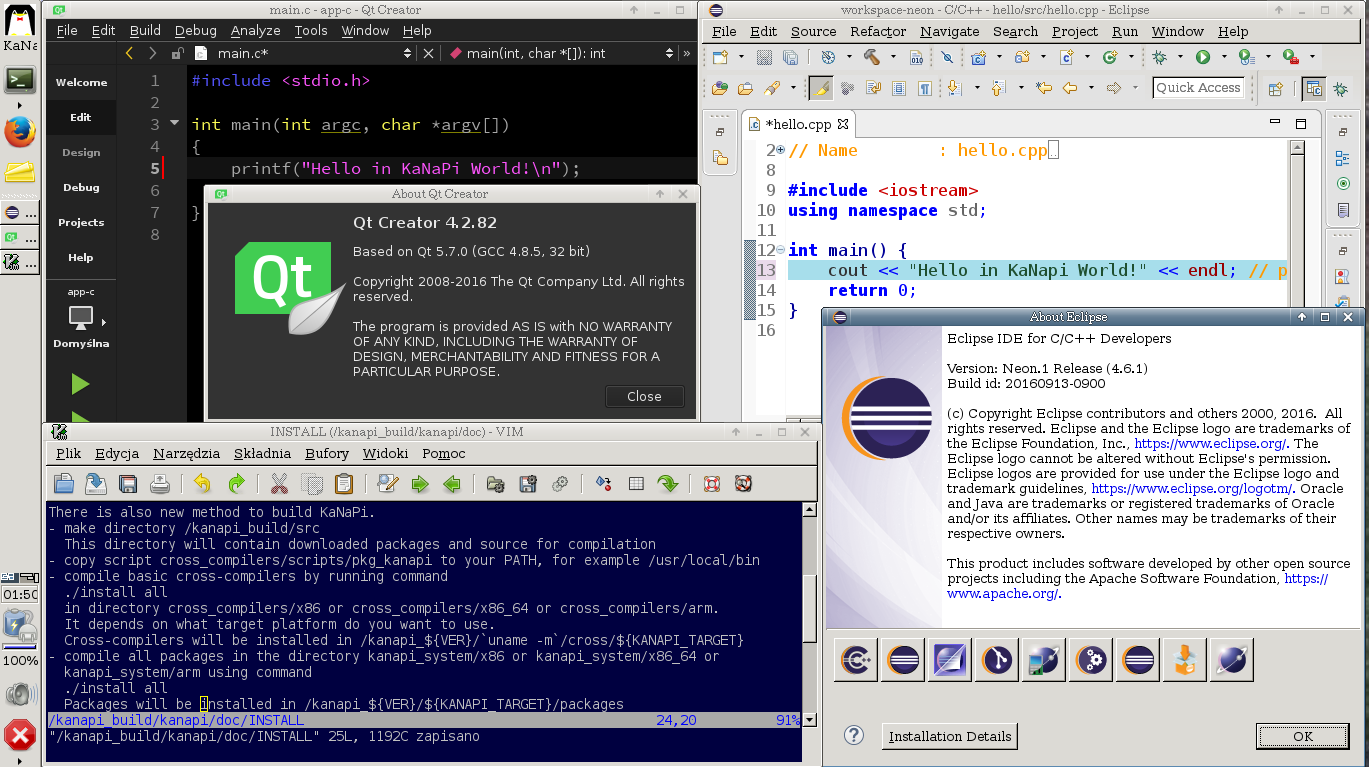 KaNa
main.c - app-c - Qt Creator
File Edit Build Debug Analyze Tools Window Help
main.c* main(int, char *[]): int »
Welcome
Edit
Design
Debug
Projects
Help
app-c
Domyślna
1 #include <stdio.h>
2
3 int main(int argc, char *argv[])
4 {
5 printf("Hello in KaNaPi World!\n");
6
7 }
8
About Qt Creator
Qt Creator 4.2.82
Based on Qt 5.7.0 (GCC 4.8.5, 32 bit)
Copyright 2008-2016 The Qt Company Ltd. All rights
reserved.
The program is provided AS IS with NO WARRANTY
OF ANY KIND, INCLUDING THE WARRANTY OF
DESIGN, MERCHANTABILITY AND FITNESS FOR A
PARTICULAR PURPOSE.
Close
Qt
workspace-neon - C/C++ - hello/src/hello.cpp - Eclipse
File Edit Source Refactor Navigate Search Project Run Window Help
010
Quick Access
*hello.cpp
2 // Name : hello.cpp
8
9 #include <iostream>
10 using namespace std;
11
12 int main() {
13 cout << "Hello in KaNapi World!" << endl; // p
14 return 0;
15 }
16
About Eclipse
Eclipse IDE for C/C++ Developers
Version: Neon.1 Release (4.6.1)
Build id: 20160913-0900
(c) Copyright Eclipse contributors and others 2000, 2016. All
rights reserved. Eclipse and the Eclipse logo are trademarks of
the Eclipse Foundation, Inc., https://www.eclipse.org/. The
Eclipse logo cannot be altered without Eclipse's permission.
Eclipse logos are provided for use under the Eclipse logo and
trademark guidelines, https://www.eclipse.org/logotm/. Oracle
and Java are trademarks or registered trademarks of Oracle
and/or its affiliates. Other names may be trademarks of their
respective owners.
This product includes software developed by other open source
projects including the Apache Software Foundation, https://
www.apache.org/.
Installation Details
OK
INSTALL (/kanapi_build/kanapi/doc) - VIM
Plik Edycja Narzędzia Składnia Bufory Widoki Pomoc
There is also new method to build KaNaPi.
- make directory /kanapi_build/src
This directory will contain downloaded packages and source for compilation
- copy script cross_compilers/scripts/pkg_kanapi to your PATH, for example /usr/local/bin
- compile basic cross-compilers by running command
./install all
in directory cross_compilers/x86 or cross_compilers/x86_64 or cross_compilers/arm.
It depends on what target platform do you want to use.
Cross-compilers will be installed in /kanapi_${VER}/`uname -m`/cross/${KANAPI_TARGET}
- compile all packages in the directory kanapi_system/x86 or kanapi_system/x86_64 or
kanapi_system/arm using command
./install all
Packages will be installed in /kanapi_${VER}/${KANAPI_TARGET}/packages
/kanapi_build/kanapi/doc/INSTALL 24,20 91%
"/kanapi_build/kanapi/doc/INSTALL" 25L, 1192C zapisano
...
...
...
01:50
100%